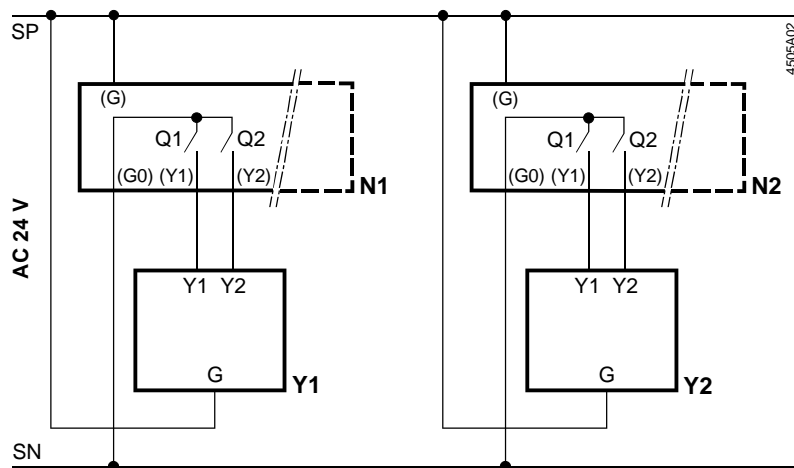 SP
4505A02
(G)
(G)
Q1 Q2
Q1 Q2
(G0) (Y1) (Y2)
N1
(G0) (Y1) (Y2)
N2
AC 24 V
Y1 Y2
Y1 Y2
G
Y1
G
Y2
SN